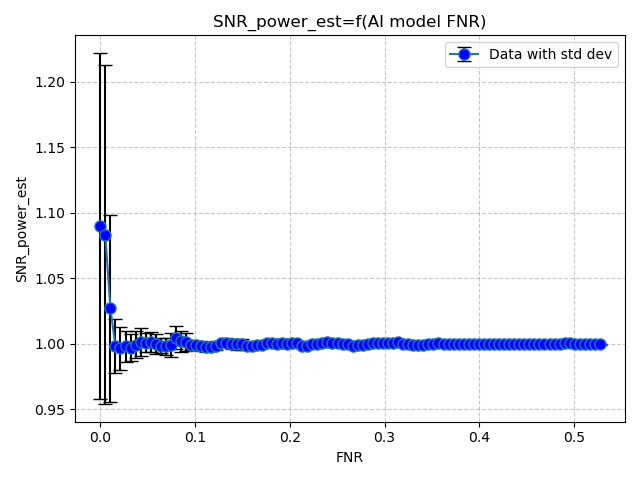 SNR_power_est=f(AI model FNR)
Data with std dev
1.20
1.15
1.10
1.05
1.00
0.95
SNR_power_est
0.0 0.1 0.2 0.3 0.4 0.5
FNR